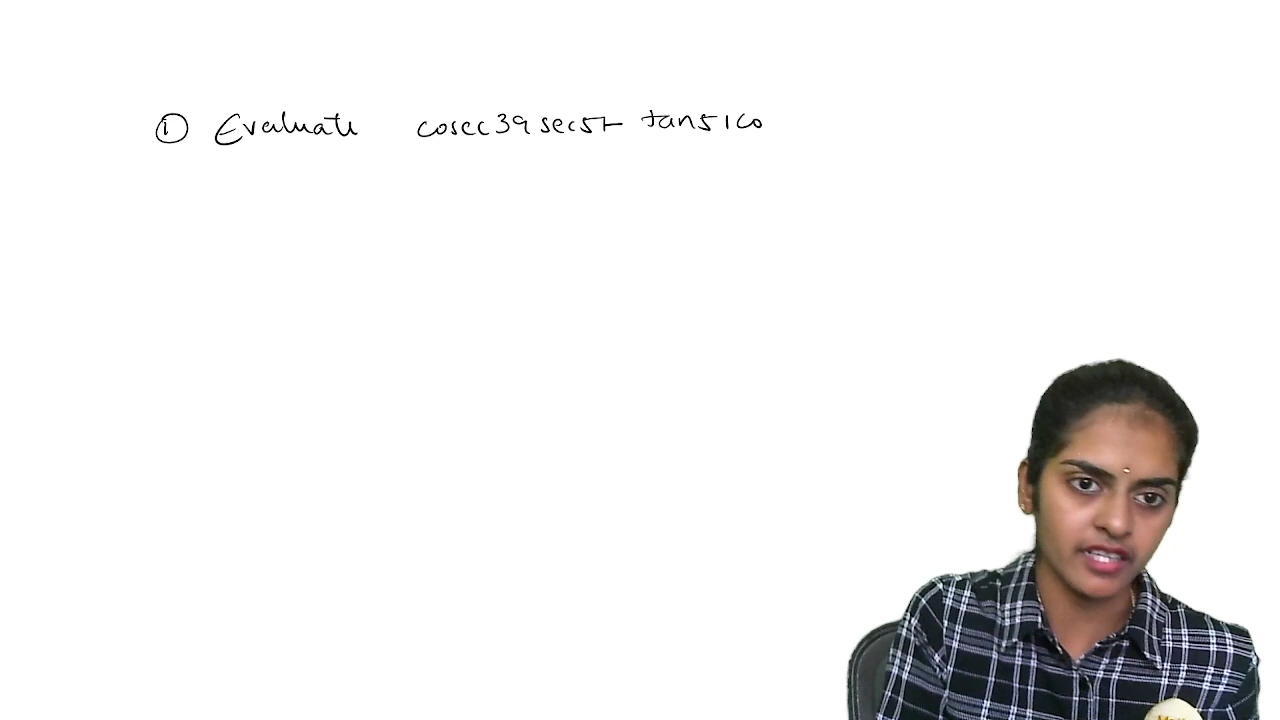 ① Evaluate cosec39 sec51 - tan51 co